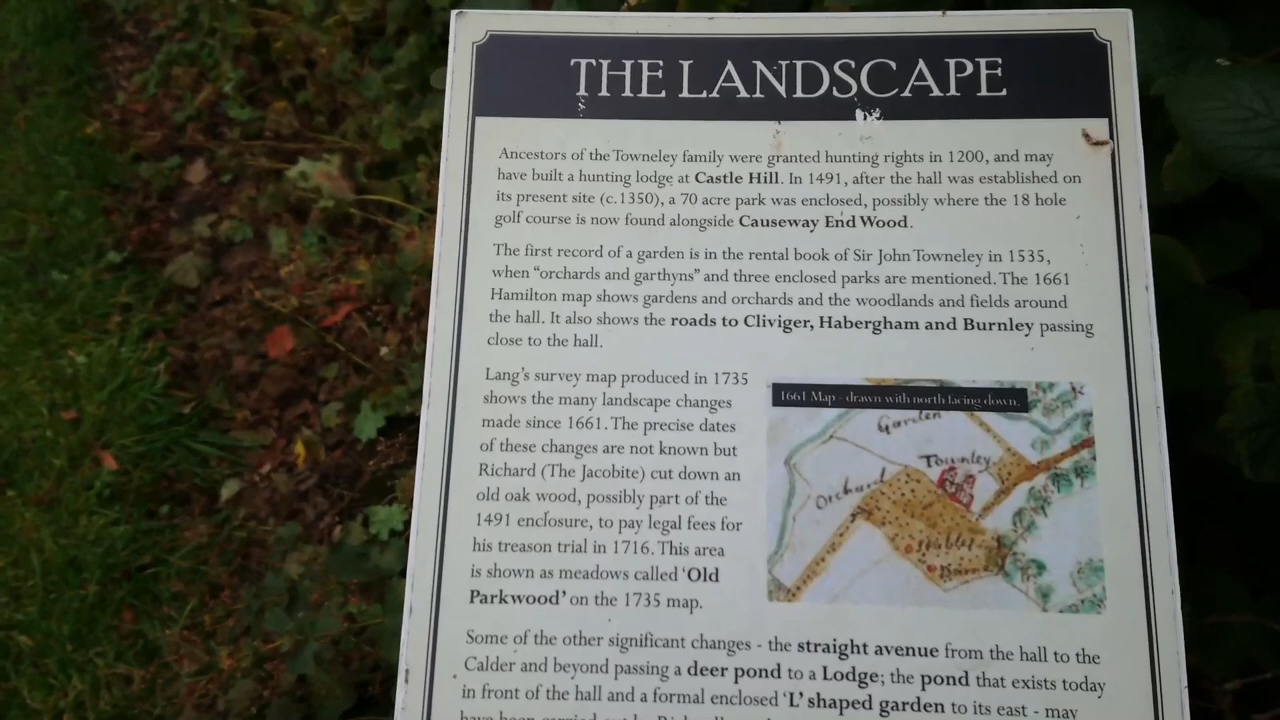 THE LANDSCAPE
Ancestors of the Towneley family were granted hunting rights in 1200, and may
have built a hunting lodge at Castle Hill. In 1491, after the hall was established on
its present site (c.1350), a 70 acre park was enclosed, possibly where the 18 hole
golf course is now found alongside Causeway End Wood.
The first record of a garden is in the rental book of Sir John Towneley in 1535,
when “orchards and garthyns” and three enclosed parks are mentioned. The 1661
Hamilton map shows gardens and orchards and the woodlands and fields around
the hall. It also shows the roads to Cliviger, Habergham and Burnley passing
close to the hall.
Lang’s survey map produced in 1735
shows the many landscape changes
made since 1661. The precise dates
of these changes are not known but
Richard (The Jacobite) cut down an
old oak wood, possibly part of the
1491 enclosure, to pay legal fees for
his treason trial in 1716. This area
is shown as meadows called ‘Old
Parkwood’ on the 1735 map.
1661 Map - drawn with north facing down.
Garden
Townley
Orchard
Some of the other significant changes - the straight avenue from the hall to the
Calder and beyond passing a deer pond to a Lodge; the pond that exists today
in front of the hall and a formal enclosed ‘L’ shaped garden to its east - may
have been carried out by